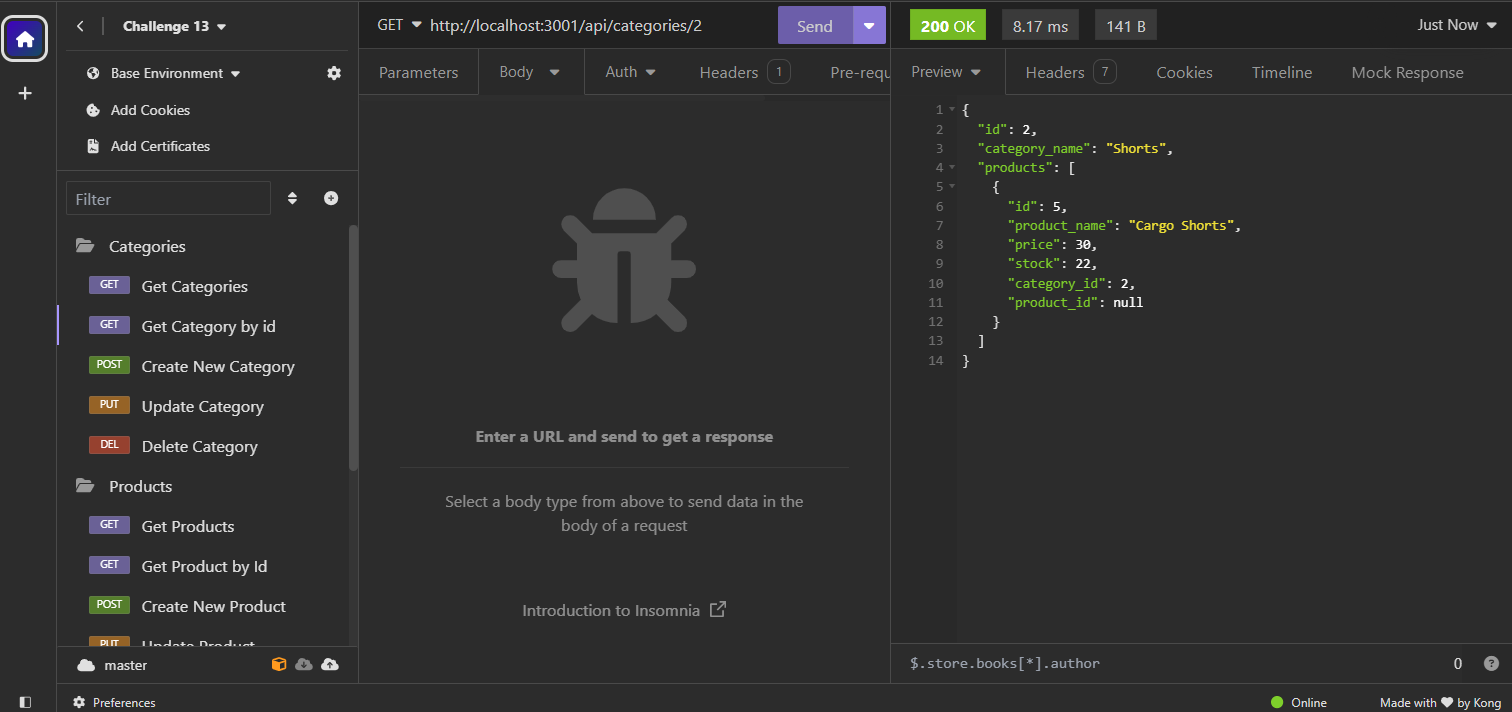 Challenge 13
Base Environment
Add Cookies
Add Certificates
Filter
Categories
GET Get Categories
GET Get Category by id
POST Create New Category
PUT Update Category
DEL Delete Category
Products
GET Get Products
GET Get Product by Id
POST Create New Product
PUT Update Product
master
Preferences
GET http://localhost:3001/api/categories/2 Send
Parameters Body Auth Headers 1 Pre-requ
Enter a URL and send to get a response
Select a body type from above to send data in the
body of a request
Introduction to Insomnia
200 OK 8.17 ms 141 B Just Now
Preview Headers 7 Cookies Timeline Mock Response
1 {
2 "id": 2,
3 "category_name": "Shorts",
4 "products": [
5 {
6 "id": 5,
7 "product_name": "Cargo Shorts",
8 "price": 30,
9 "stock": 22,
10 "category_id": 2,
11 "product_id": null
12 }
13 ]
14 }
$.store.books[*].author 0 ?
Online Made with by Kong